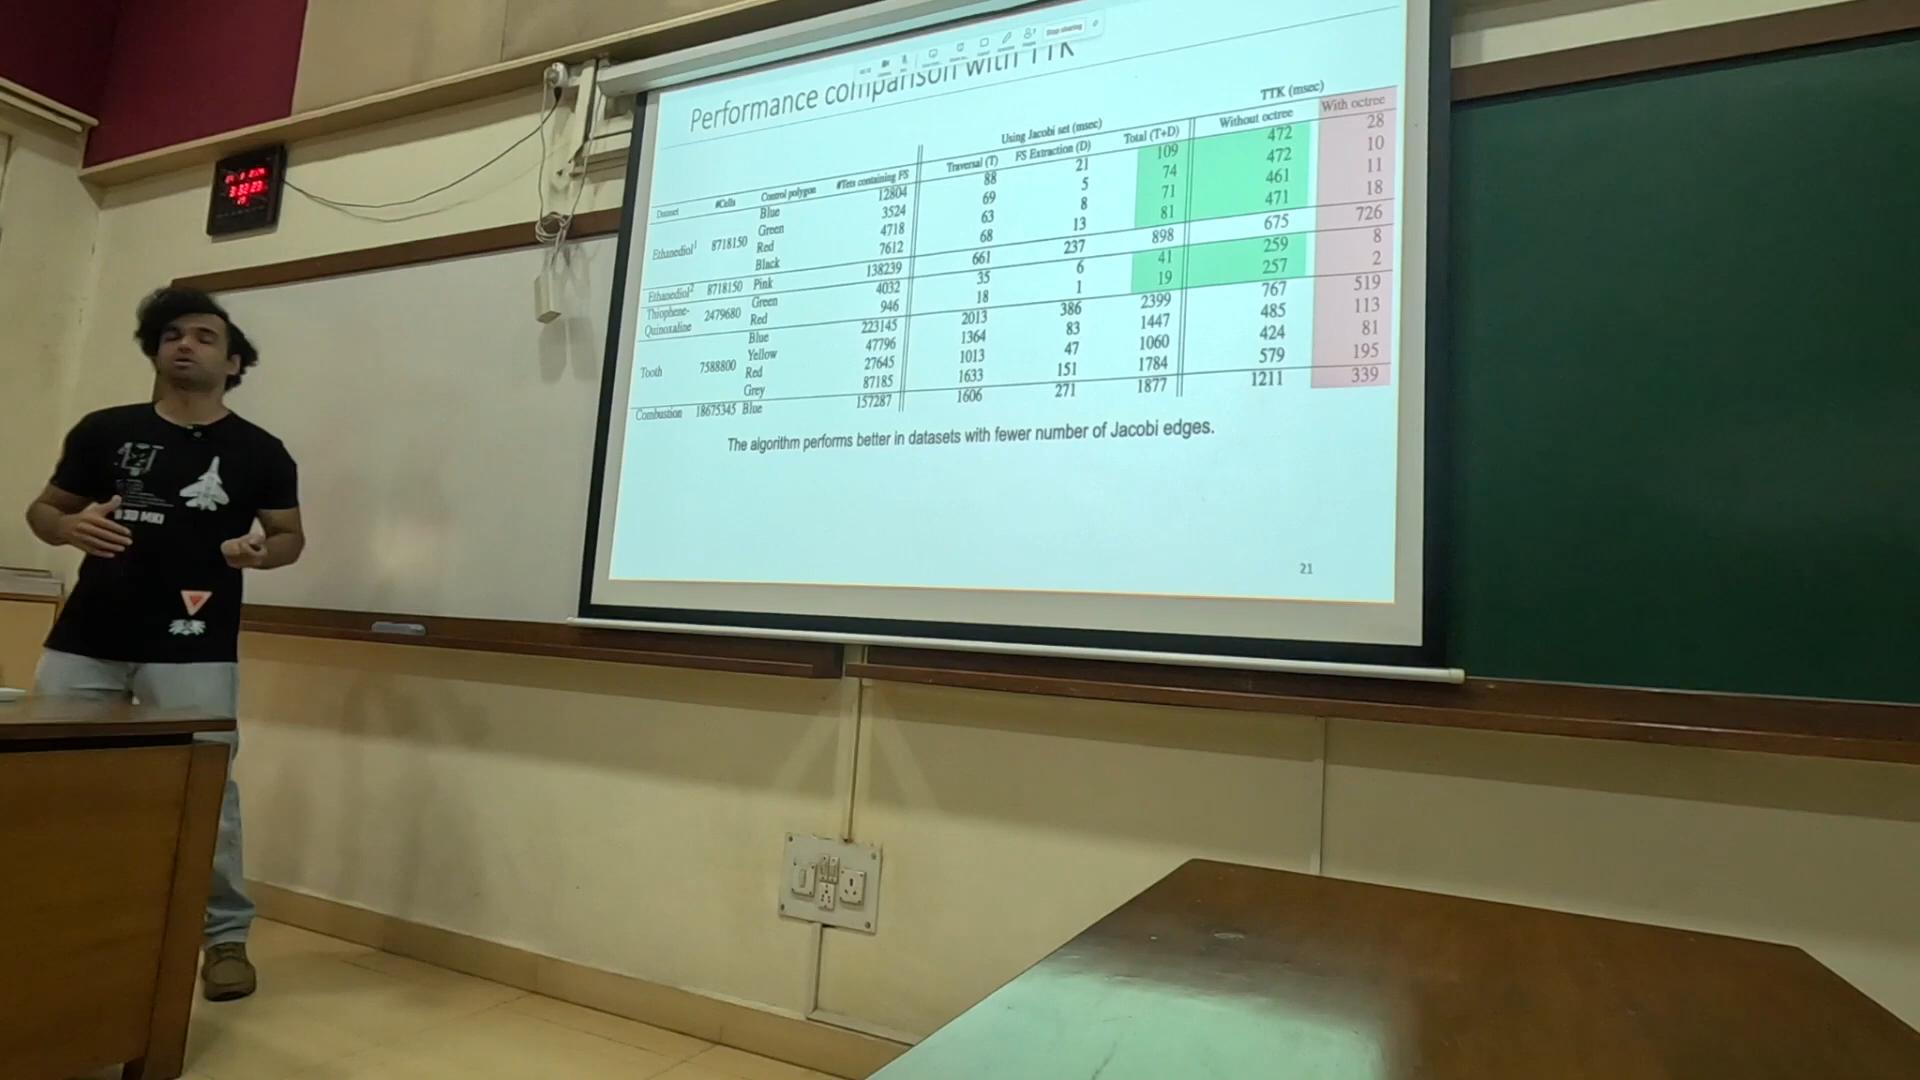 Performance comparison with TTK
Stop sharing
Using Jacobi set (msec) TTK (msec)
Dataset #Cells Control polygon #Tets containing FS Traversal (T) FS Extraction (D) Total (T+D) Without octree With octree
Ethanediol¹ 8718150 Blue 12804 88 21 109 472 28
Green 3524 69 5 74 472 10
Red 4718 63 8 71 461 11
Black 7612 68 13 81 471 18
Ethanediol² 8718150 Pink 138239 661 237 898 675 726
Thiophene-Quinoxaline 2479680 Green 4032 35 6 41 259 8
Red 946 18 1 19 257 2
Tooth 7588800 Blue 223145 2013 386 2399 767 519
Yellow 47796 1364 83 1447 485 113
Red 27645 1013 47 1060 424 81
Grey 87185 1633 151 1784 579 195
Combustion 18675345 Blue 157287 1606 271 1877 1211 339
The algorithm performs better in datasets with fewer number of Jacobi edges.
21
30 MKI